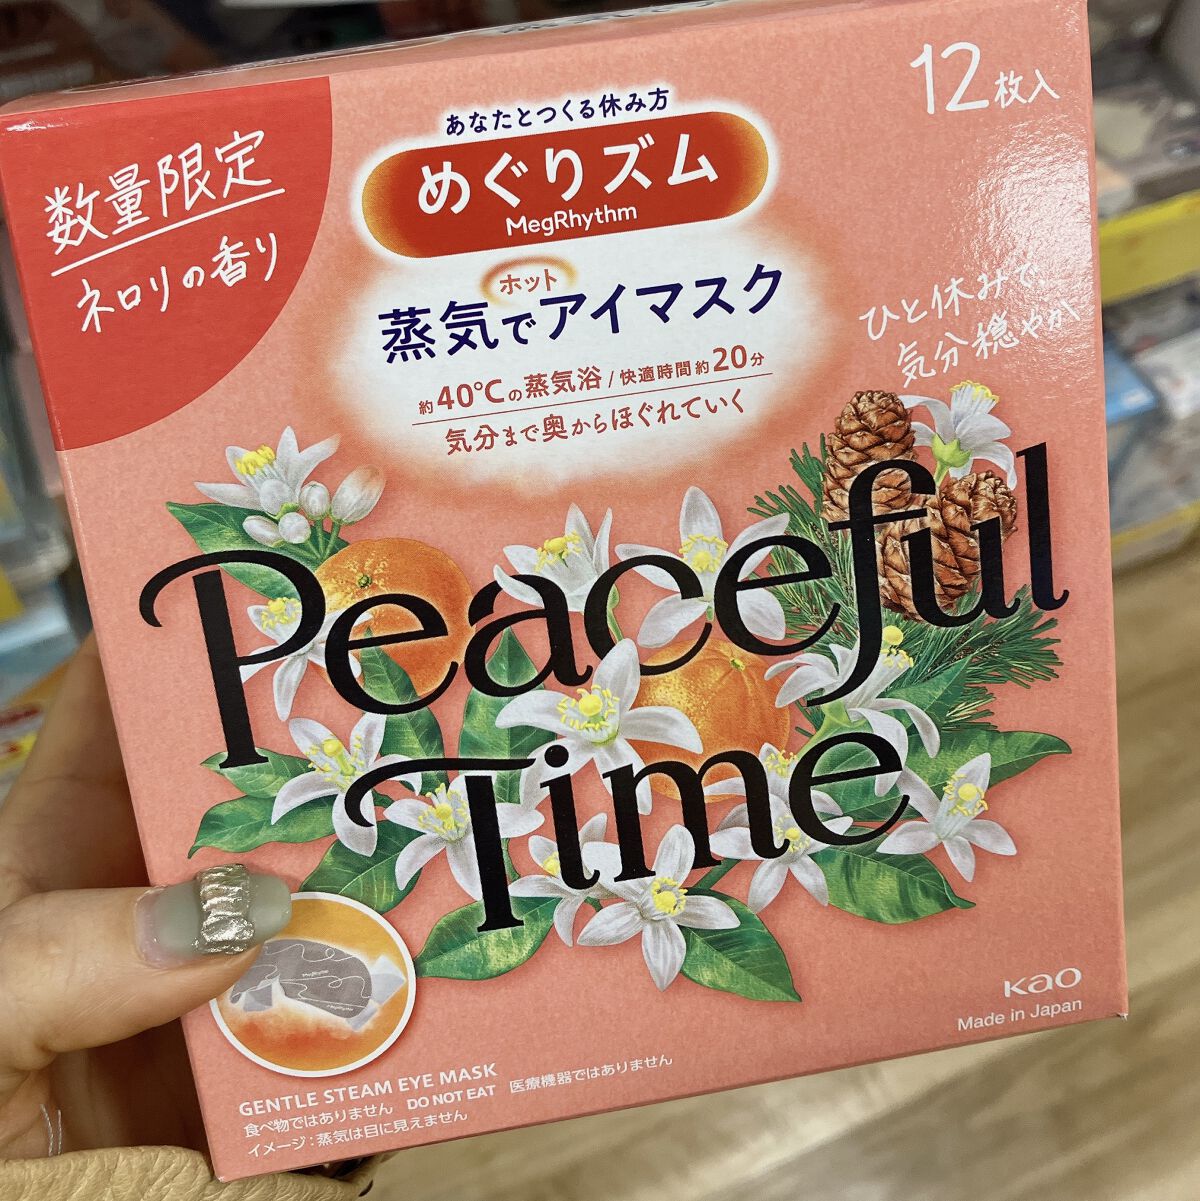 数量限定
ネロリの香り
あなたとつくる休み方
めぐりズム
MegRhythm
ホット
蒸気でアイマスク
約40℃の蒸気浴/快適時間約20分
気分まで奥からほぐれていく
12枚入
ひと休みで、
気分穏やか
Peaceful
Time
MegRhythm
Kao
Made in Japan
GENTLE STEAM EYE MASK
食べ物ではありません DO NOT EAT 医療機器ではありません
イメージ:蒸気は目に見えません